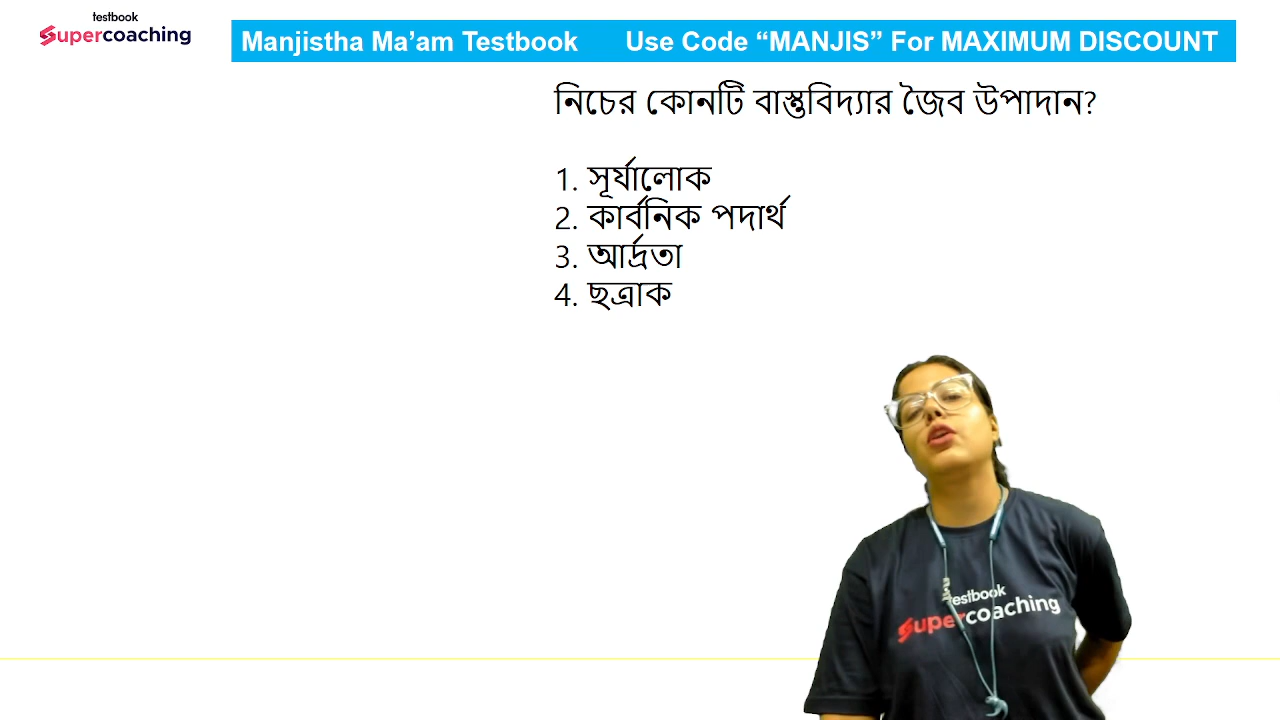 testbook
Supercoaching
Manjistha Ma’am Testbook Use Code “MANJIS” For MAXIMUM DISCOUNT
নিচের কোনটি বাস্তুবিদ্যার জৈব উপাদান?
1. সূর্যালোক
2. কার্বনিক পদার্থ
3. আর্দ্রতা
4. ছত্রাক
testbook
Supercoaching